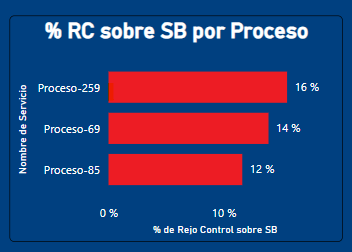 % RC sobre SB por Proceso
Nombre de Servicio
Proceso-259
16 %
Proceso-69
14 %
Proceso-85
12 %
0 %
10 %
% de Rejo Control sobre SB